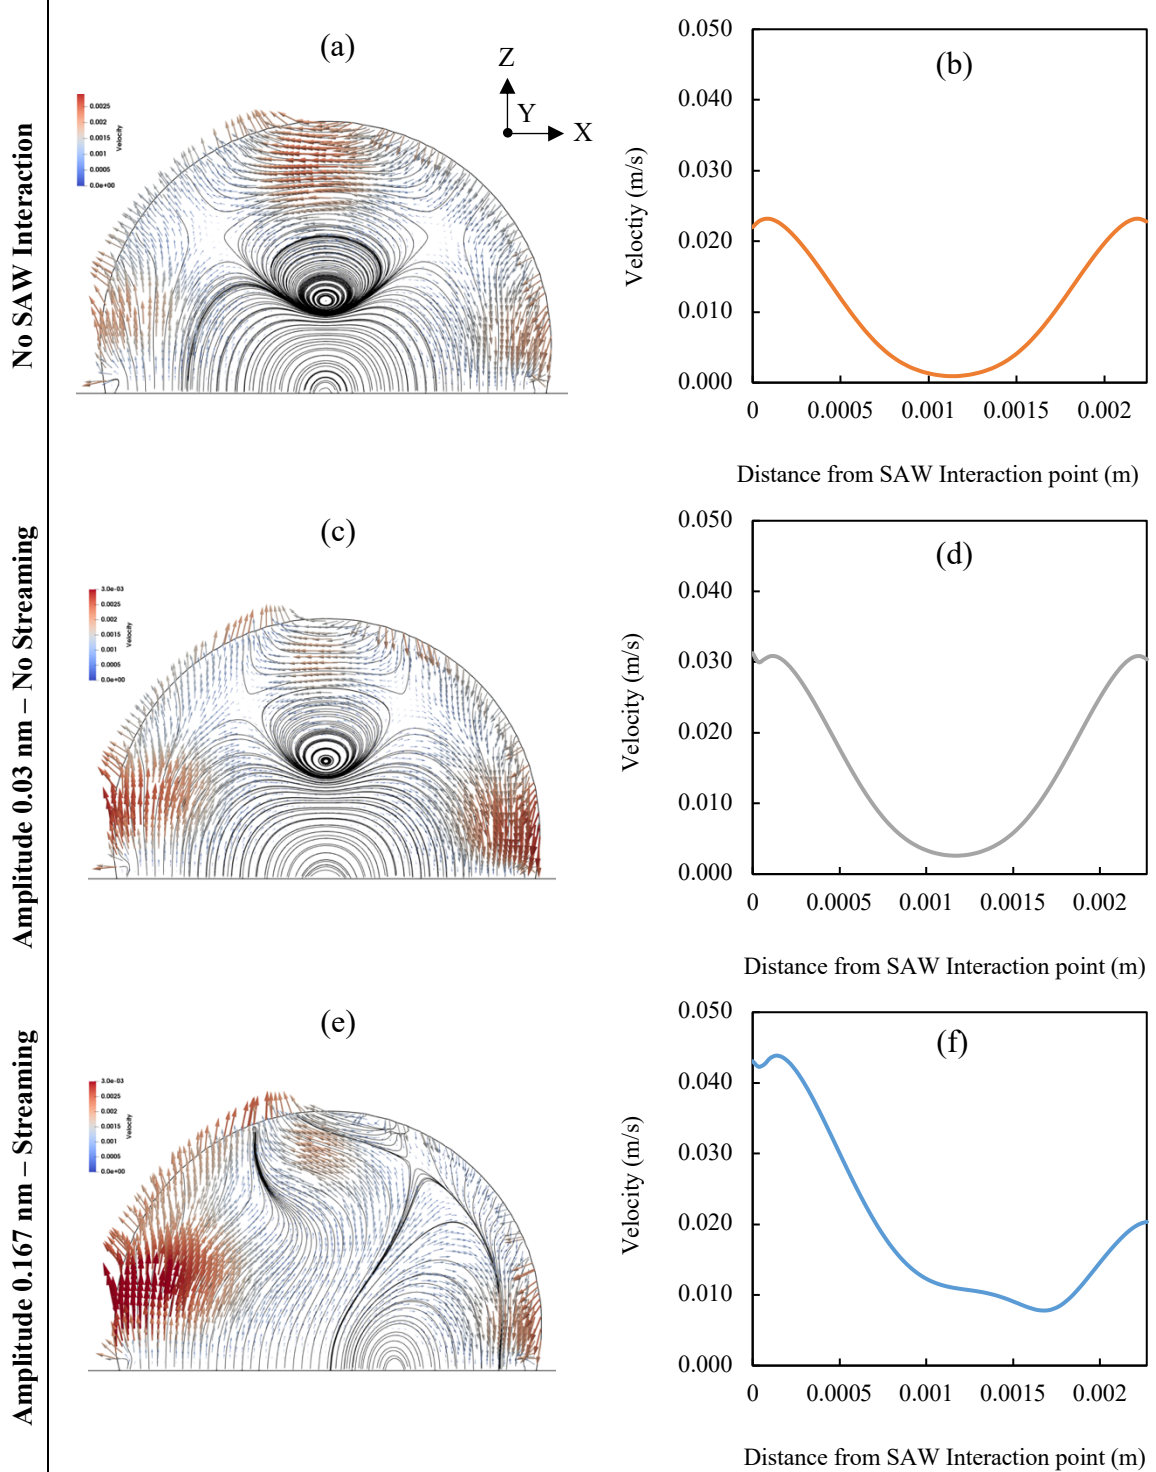 No SAW Interaction
(a)
Z
Y
X
0.0025
0.002
0.0015
0.001
0.0005
0.0e+00
Velocity
(b)
Veloctiy (m/s)
0.050
0.040
0.030
0.020
0.010
0.000
0 0.0005 0.001 0.0015 0.002
Distance from SAW Interaction point (m)
Amplitude 0.03 nm – No Streaming
(c)
3.0e-03
0.0025
0.002
0.0015
0.001
0.0005
0.0e+00
Velocity
(d)
Velocity (m/s)
0.050
0.040
0.030
0.020
0.010
0.000
0 0.0005 0.001 0.0015 0.002
Distance from SAW Interaction point (m)
Amplitude 0.167 nm – Streaming
(e)
3.0e-03
0.0025
0.002
0.0015
0.001
0.0005
0.0e+00
Velocity
(f)
Velocity (m/s)
0.050
0.040
0.030
0.020
0.010
0.000
0 0.0005 0.001 0.0015 0.002
Distance from SAW Interaction point (m)